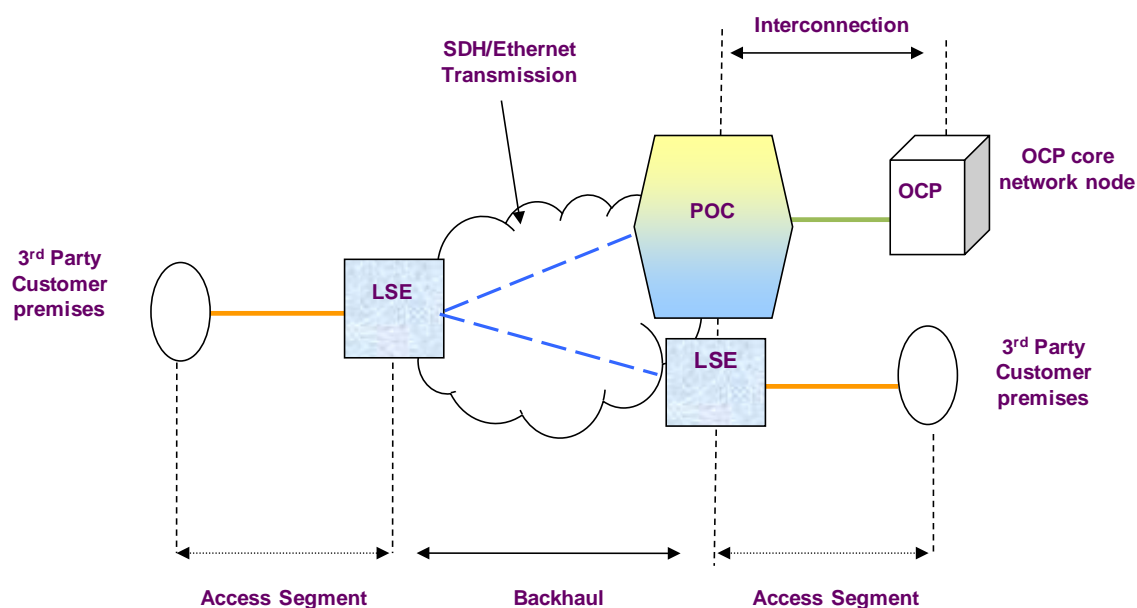 Interconnection
SDH/Ethernet
Transmission
POC
OCP
OCP core
network node
3rd Party
Customer
premises
LSE
LSE
3rd Party
Customer
premises
Access Segment
Backhaul
Access Segment